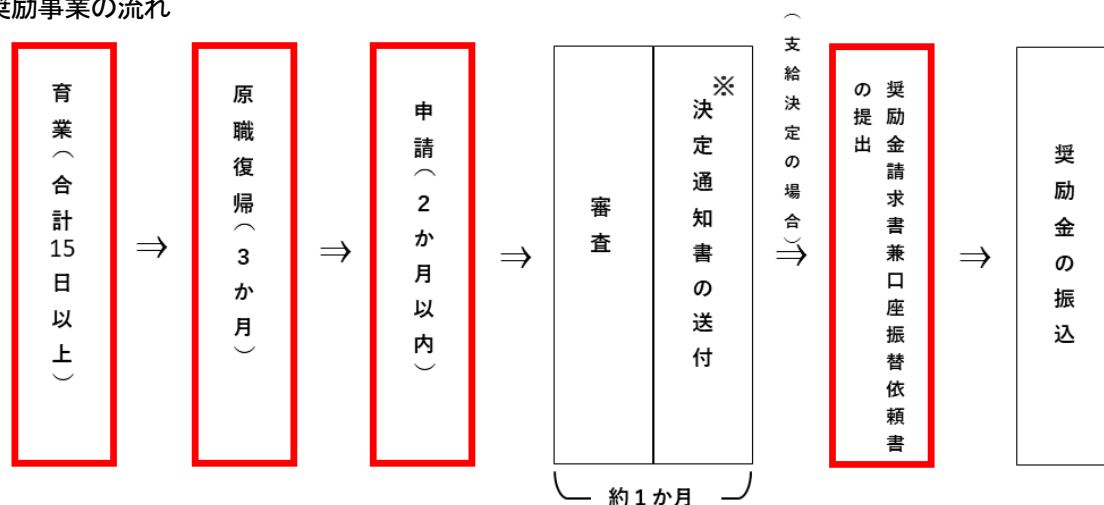 奨励事業の流れ
育業（合計15日以上）
⇒
原職復帰（3か月）
⇒
申請（2か月以内）
⇒
審査
※
決定通知書の送付
約1か月
（支給決定の場合）
⇒
奨励金請求書兼口座振替依頼書
の提出
⇒
奨励金の振込